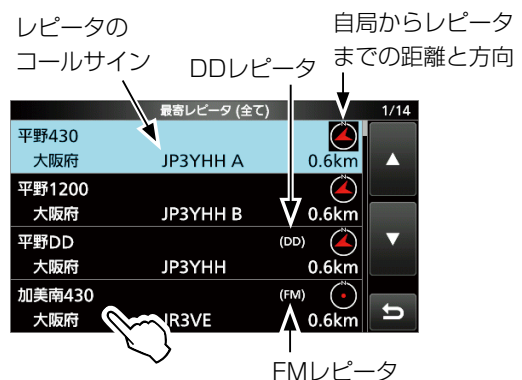 レピータの
コールサイン
DDレピータ
自局からレピータ
までの距離と方向
最寄レピータ (全て)
1/14
平野430
大阪府 JP3YHH A 0.6km
平野1200
大阪府 JP3YHH B 0.6km
平野DD (DD)
大阪府 JP3YHH 0.6km
加美南430 (FM)
大阪府 JR3VE 0.6km
FMレピータ